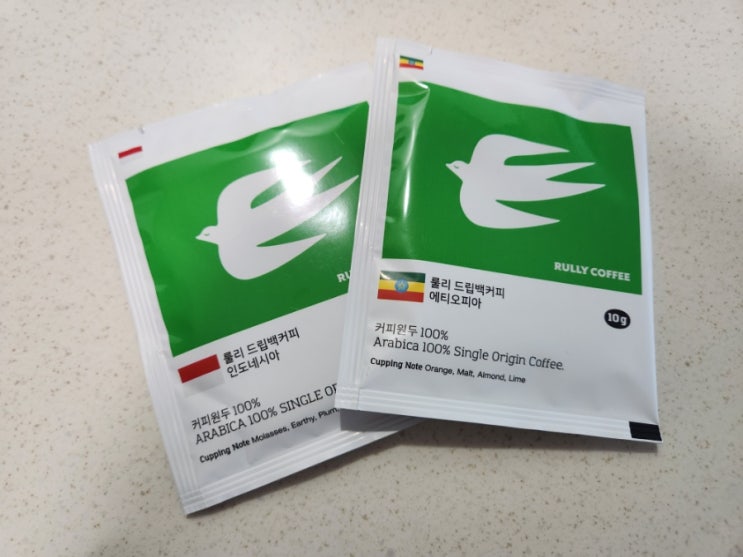 RULLY COFFEE
룰리 드립백커피
에티오피아
10g
커피원두 100%
Arabica 100% Single Origin Coffee.
Cupping Note Orange, Malt, Almond, Lime
RU
룰리 드립백커피
인도네시아
커피원두 100%
ARABICA 100% SINGLE OR
Cupping Note Molasses, Earthy, Plum,